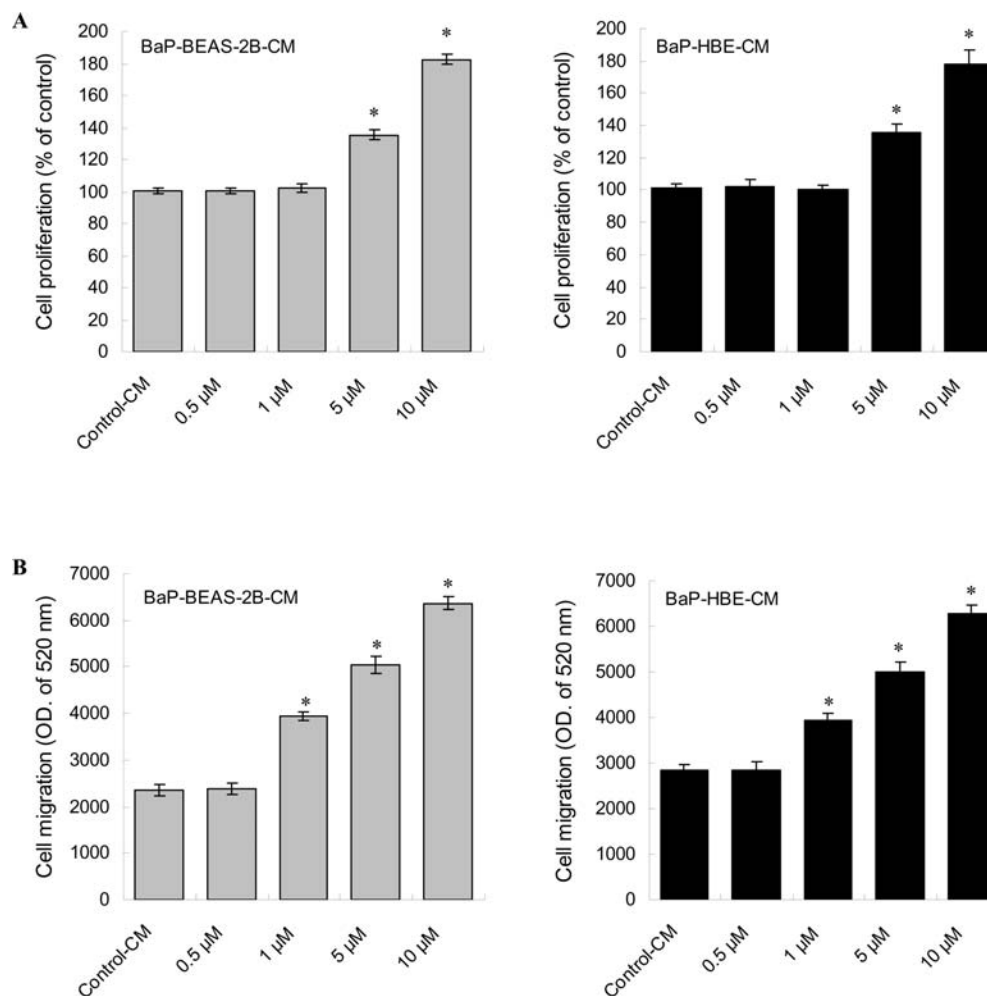 A
BaP-BEAS-2B-CM
Cell proliferation (% of control)
200
180
160
140
120
100
80
60
40
20
0
*
*
Control-CM
0.5 µM
1 µM
5 µM
10 µM
BaP-HBE-CM
Cell proliferation (% of control)
200
180
160
140
120
100
80
60
40
20
0
*
*
Control-CM
0.5 µM
1 µM
5 µM
10 µM
B
BaP-BEAS-2B-CM
Cell migration (OD. of 520 nm)
7000
6000
5000
4000
3000
2000
1000
0
*
*
*
Control-CM
0.5 µM
1 µM
5 µM
10 µM
BaP-HBE-CM
Cell migration (OD. of 520 nm)
7000
6000
5000
4000
3000
2000
1000
0
*
*
*
Control-CM
0.5 µM
1 µM
5 µM
10 µM